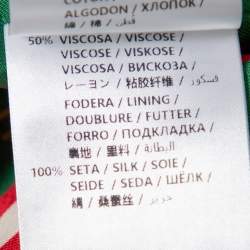 ALGODON / ХЛОПОК /
綿 / 棉 / قطن /
50% VISCOSA / VISCOSE /
VISCOSE / VISKOSE /
VISCOSA / ВИСКОЗА /
レーヨン / 粘胶纤维 / فسكوز /
FODERA / LINING /
DOUBLURE / FUTTER /
FORRO / ПОДКЛАДКА /
裏地 / 里料 / البطانة /
100% SETA / SILK / SOIE /
SEIDE / SEDA / ШЁЛК /
絹 / 桑蚕丝 / حرير /